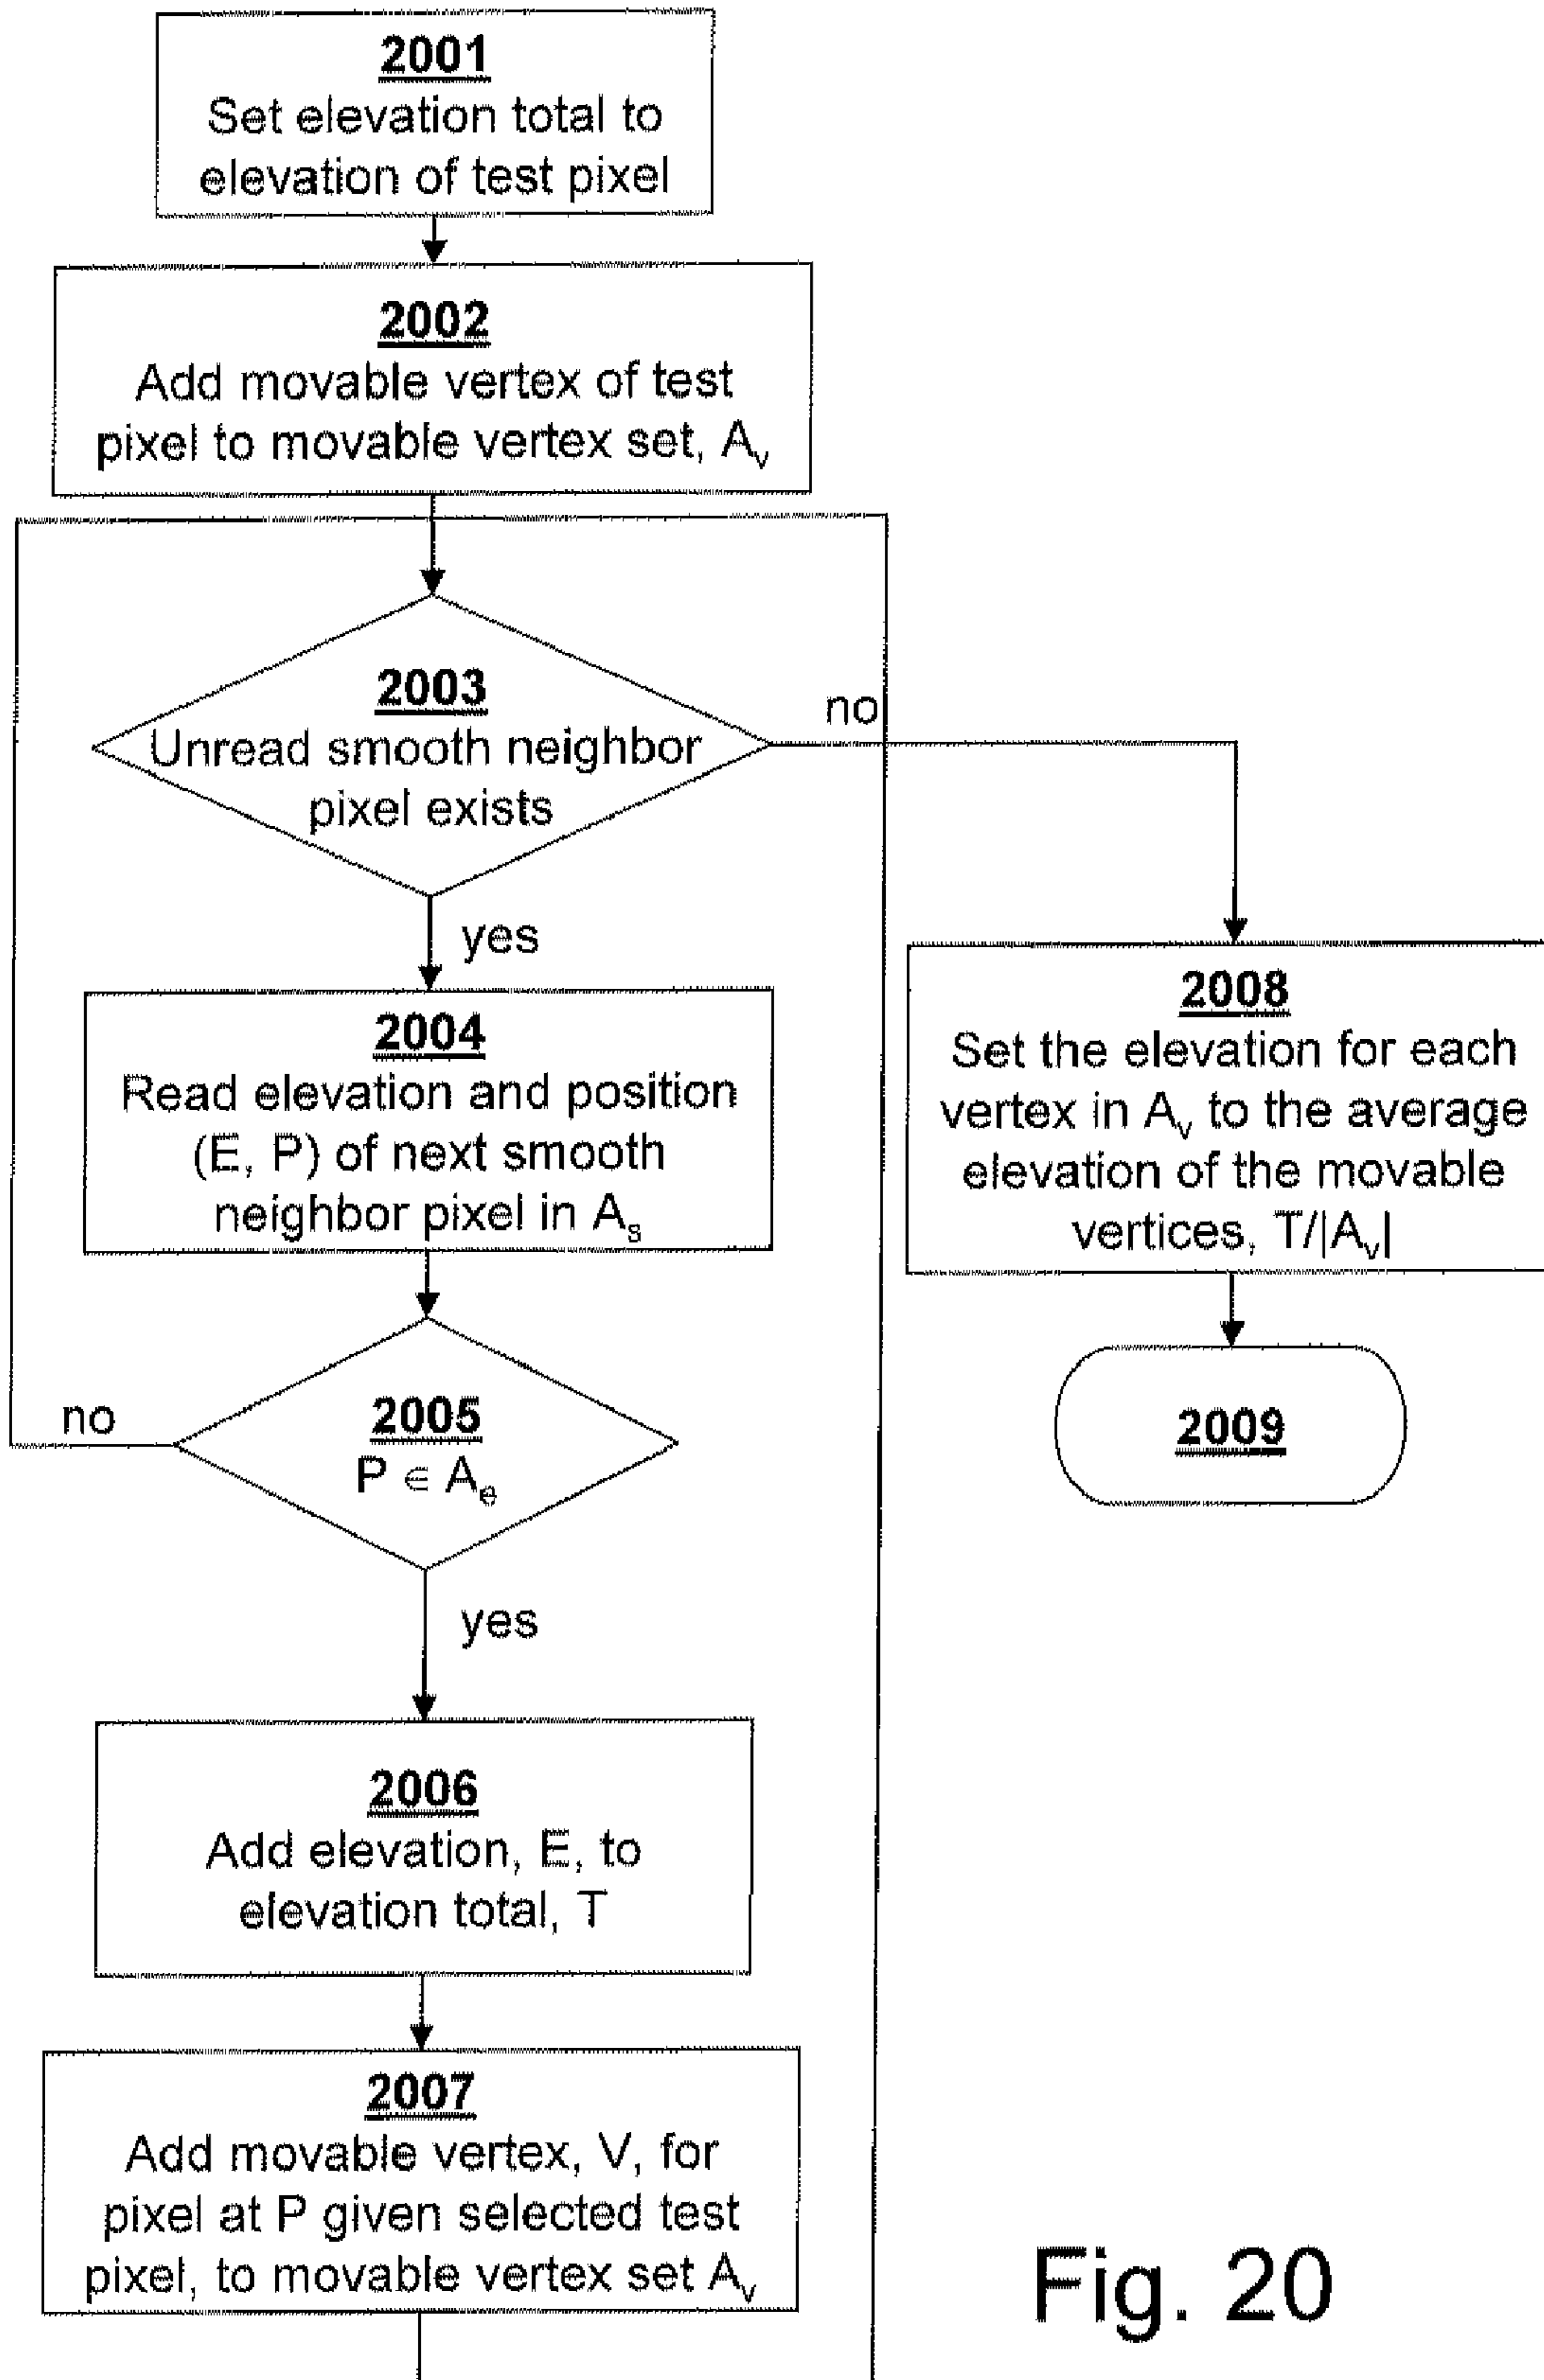 2001
Set elevation total to
elevation of test pixel
2002
Add movable vertex of test
pixel to movable vertex set, Aᵥ
2003
Unread smooth neighbor
pixel exists
no
yes
2004
Read elevation and position
(E, P) of next smooth
neighbor pixel in Aₛ
2008
Set the elevation for each
vertex in Aᵥ to the average
elevation of the movable
vertices, T/|Aᵥ|
2005
P ∈ Aₑ
no
2009
yes
2006
Add elevation, E, to
elevation total, T
2007
Add movable vertex, V, for
pixel at P given selected test
pixel, to movable vertex set Aᵥ
Fig. 20